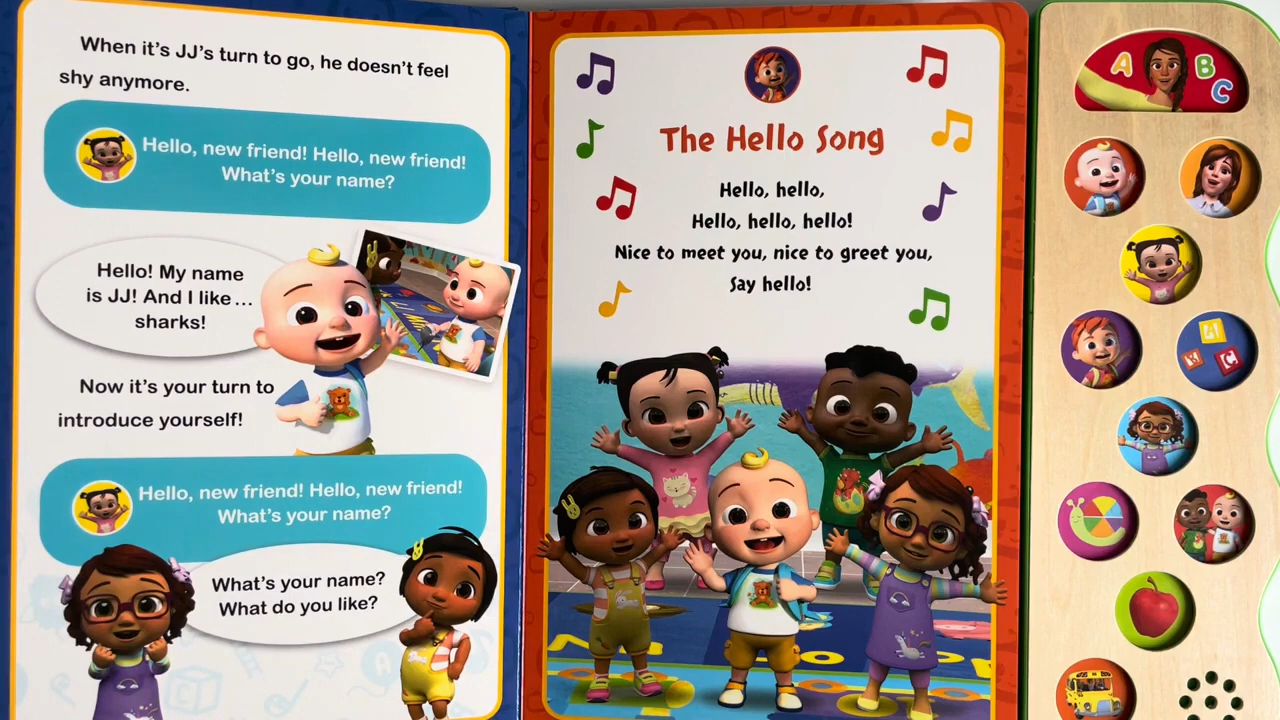 When it's JJ's turn to go, he doesn't feel
shy anymore.
Hello, new friend! Hello, new friend!
What's your name?
Hello! My name
is JJ! And I like...
sharks!
Now it's your turn to
introduce yourself!
Hello, new friend! Hello, new friend!
What's your name?
What's your name?
What do you like?
The Hello Song
Hello, hello,
Hello, hello, hello!
Nice to meet you, nice to greet you,
Say hello!
A B
C